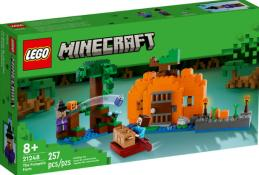 LEGO
MINECRAFT
8+
21248
The Pumpkin
Farm
257
pcs/pzs